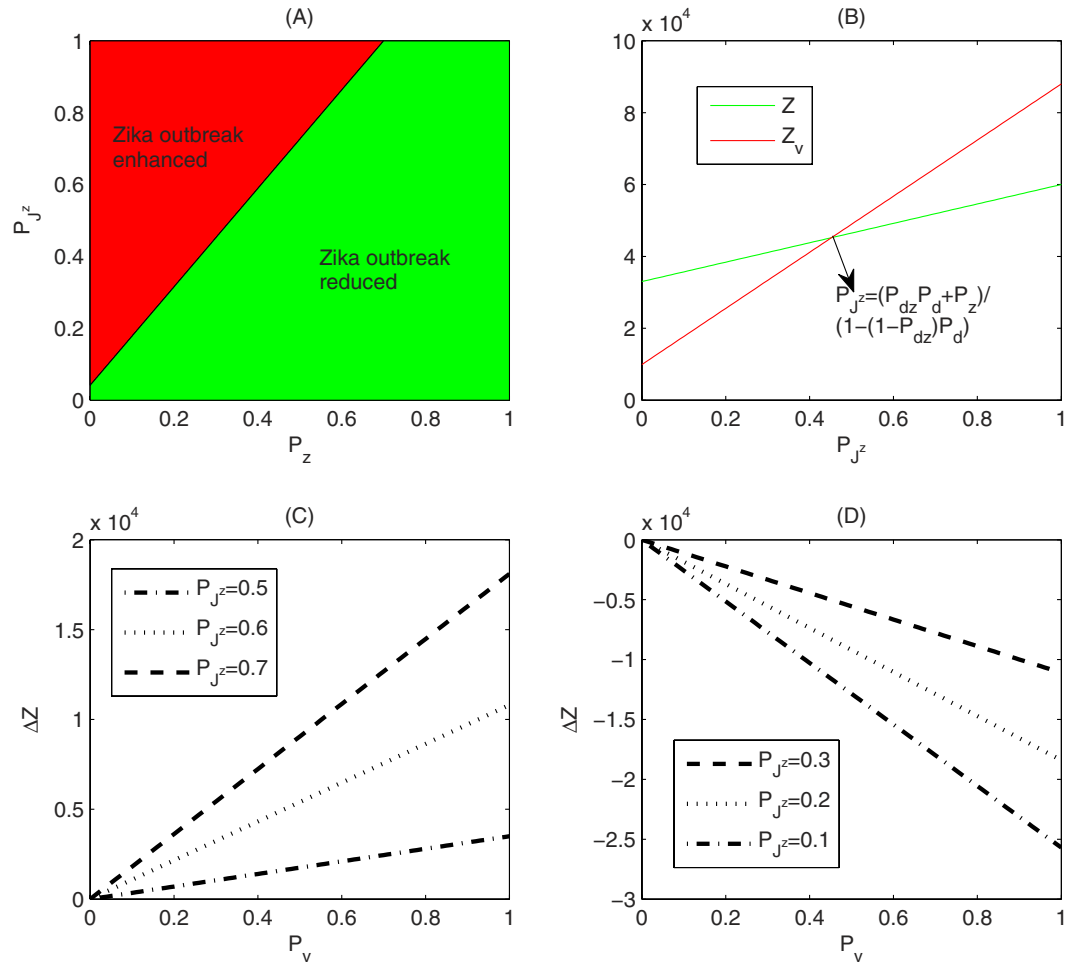 (A)
1
0.8
0.6
0.4
0.2
0
0 0.2 0.4 0.6 0.8 1
P_J^z
P_z
Zika outbreak
enhanced
Zika outbreak
reduced
(B)
x 10^4
10
8
6
4
2
0
0 0.2 0.4 0.6 0.8 1
P_J^z
Z
Z_v
P_J^z=(P_dzP_d+P_z)/
(1−(1−P_dz)P_d)
(C)
x 10^4
2
1.5
1
0.5
0
0 0.2 0.4 0.6 0.8 1
ΔZ
P_v
P_J^z=0.5
P_J^z=0.6
P_J^z=0.7
(D)
x 10^4
0
−0.5
−1
−1.5
−2
−2.5
−3
0 0.2 0.4 0.6 0.8 1
ΔZ
P_v
P_J^z=0.3
P_J^z=0.2
P_J^z=0.1